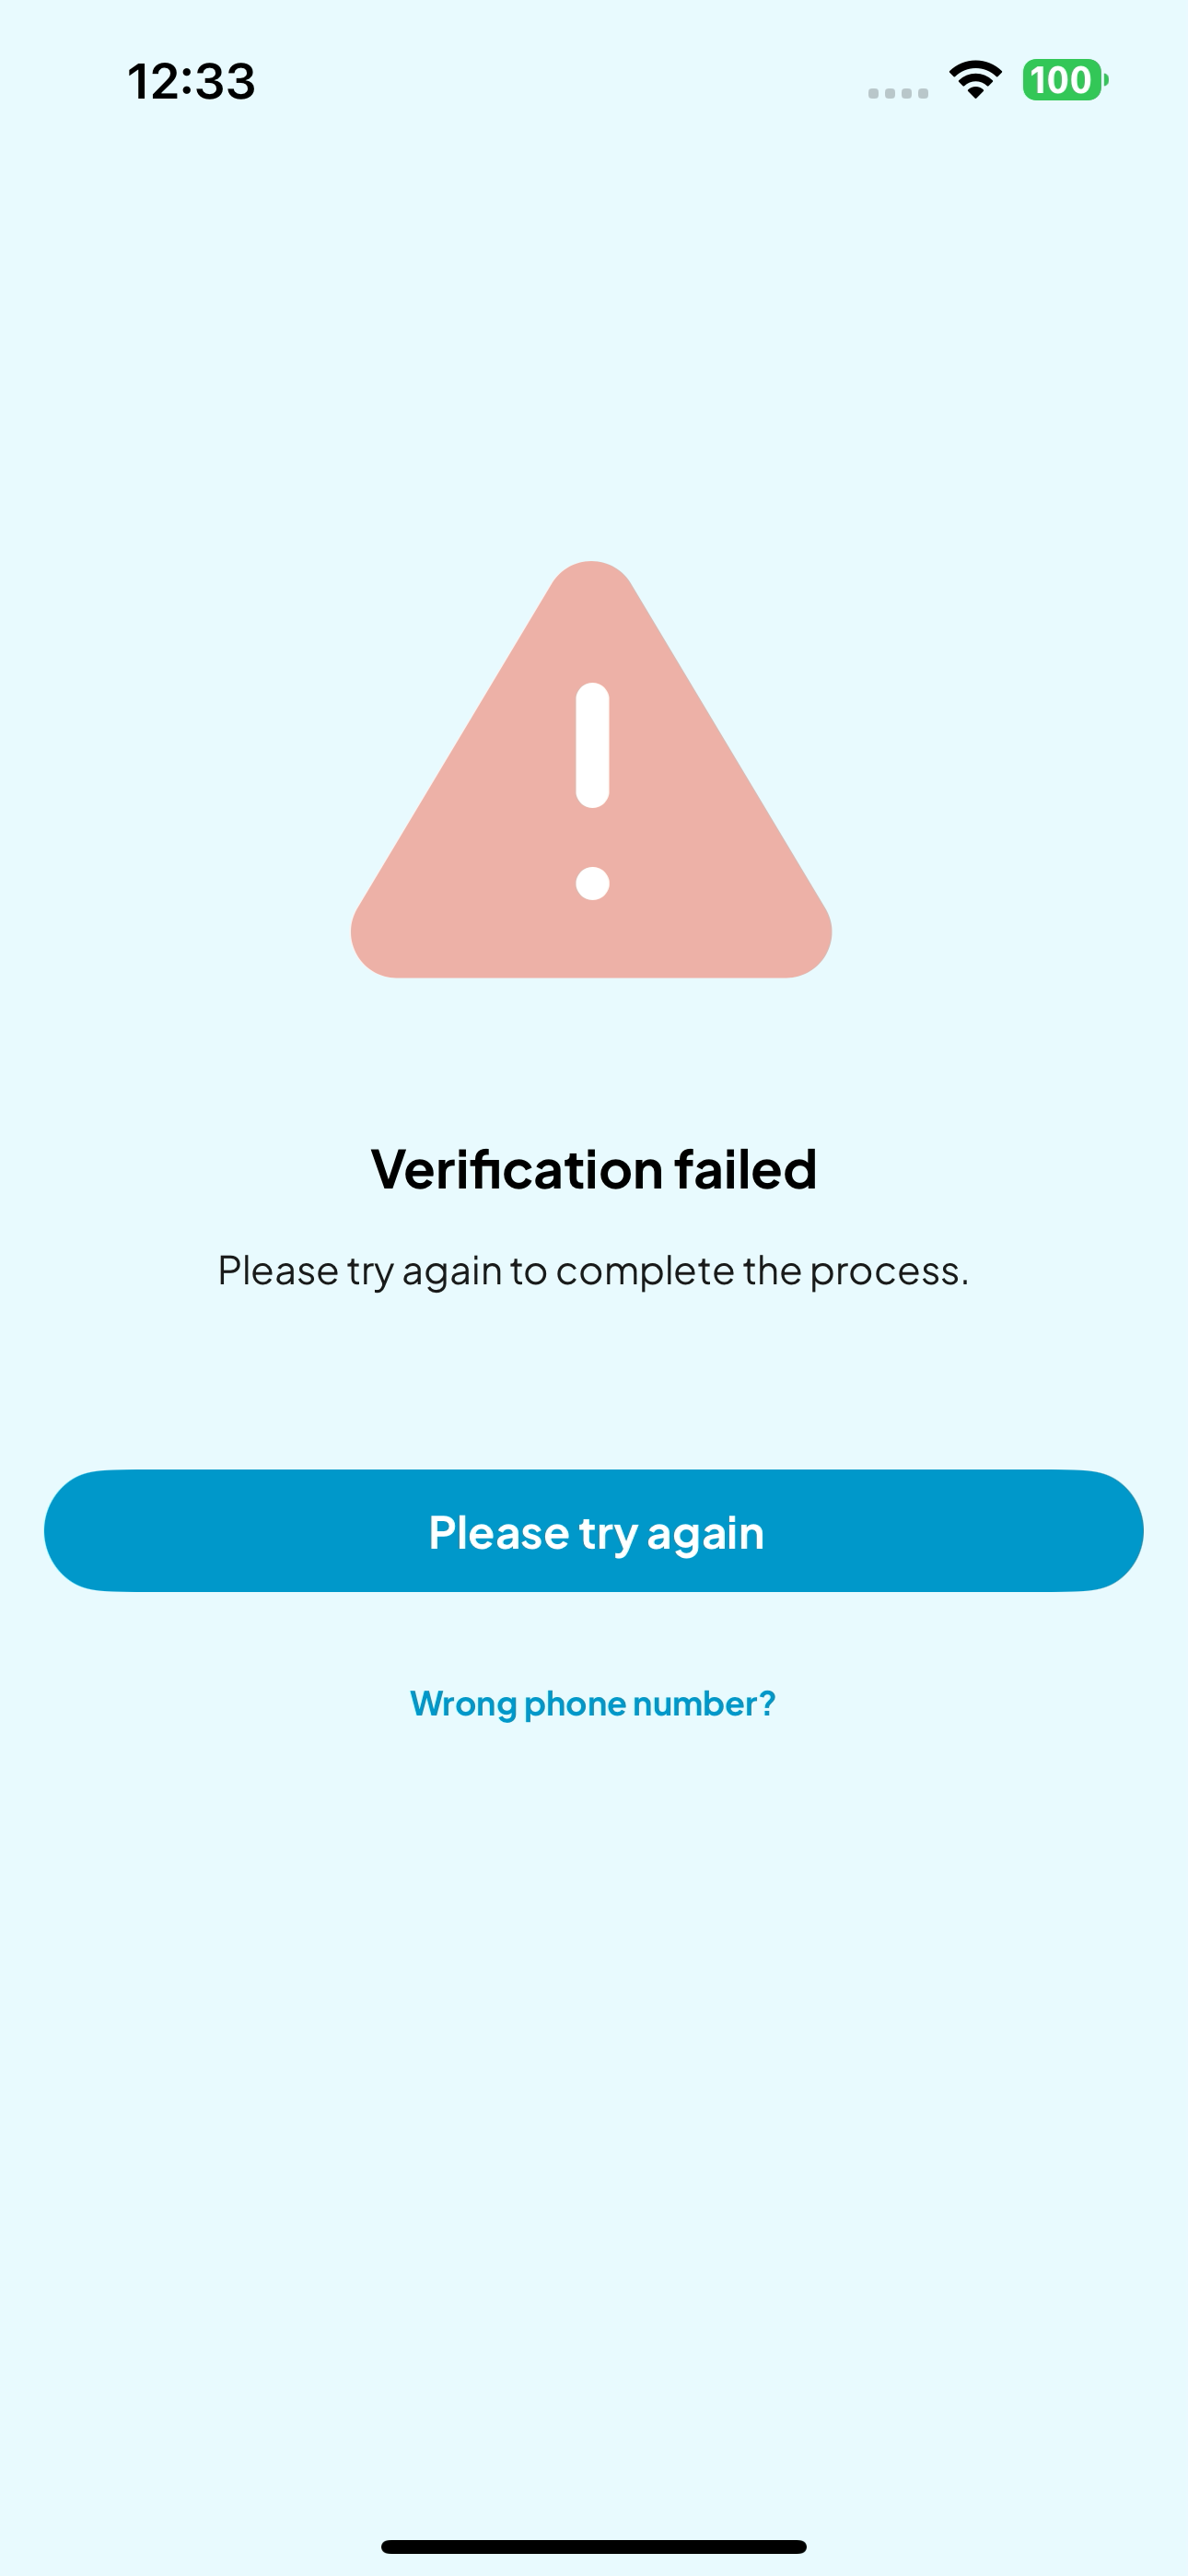 12:33
100
Verification failed
Please try again to complete the process.
Please try again
Wrong phone number?